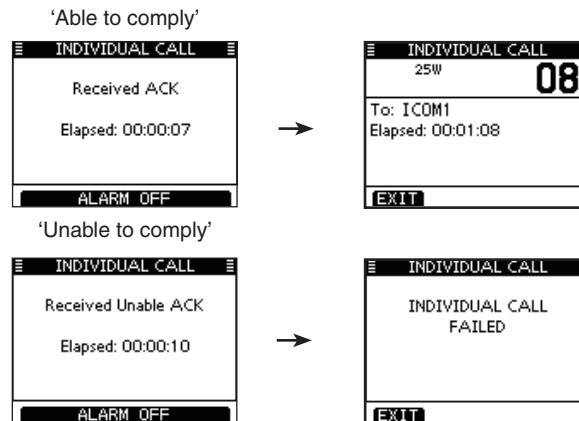 ‘Able to comply’
INDIVIDUAL CALL
Received ACK
Elapsed: 00:00:07
ALARM OFF
INDIVIDUAL CALL
25W
08
To: ICOM1
Elapsed: 00:01:08
EXIT
‘Unable to comply’
INDIVIDUAL CALL
Received Unable ACK
Elapsed: 00:00:10
ALARM OFF
INDIVIDUAL CALL
INDIVIDUAL CALL
FAILED
EXIT